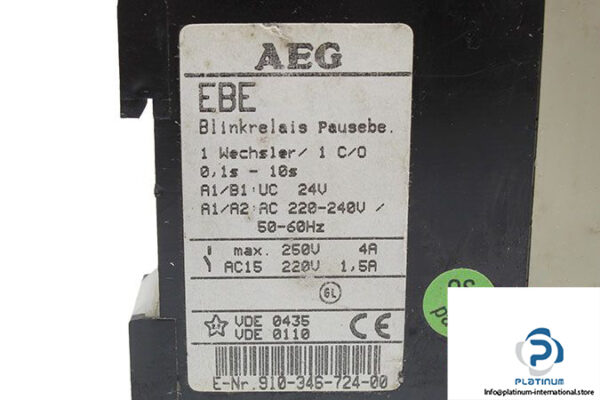 AEG
EBE
Blinkrelais Pausebe.
1 Wechsler/ 1 C/O
0,1s - 10s
A1/B1:UC 24V
A1/A2:AC 220-240V /
50-60Hz
max. 250V 4A
AC15 220V 1,5A
GL
VDE 0435
VDE 0110
CE
E-Nr.910-346-724-00
PLATINUM
Info@platinum-international.store